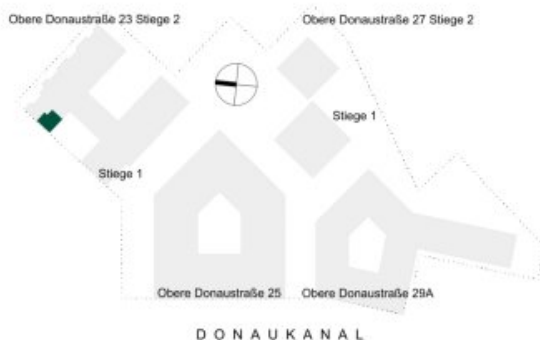 Obere Donaustraße 23 Stiege 2
Obere Donaustraße 27 Stiege 2
Stiege 1
Stiege 1
Obere Donaustraße 25
Obere Donaustraße 29A
DONAUKANAL